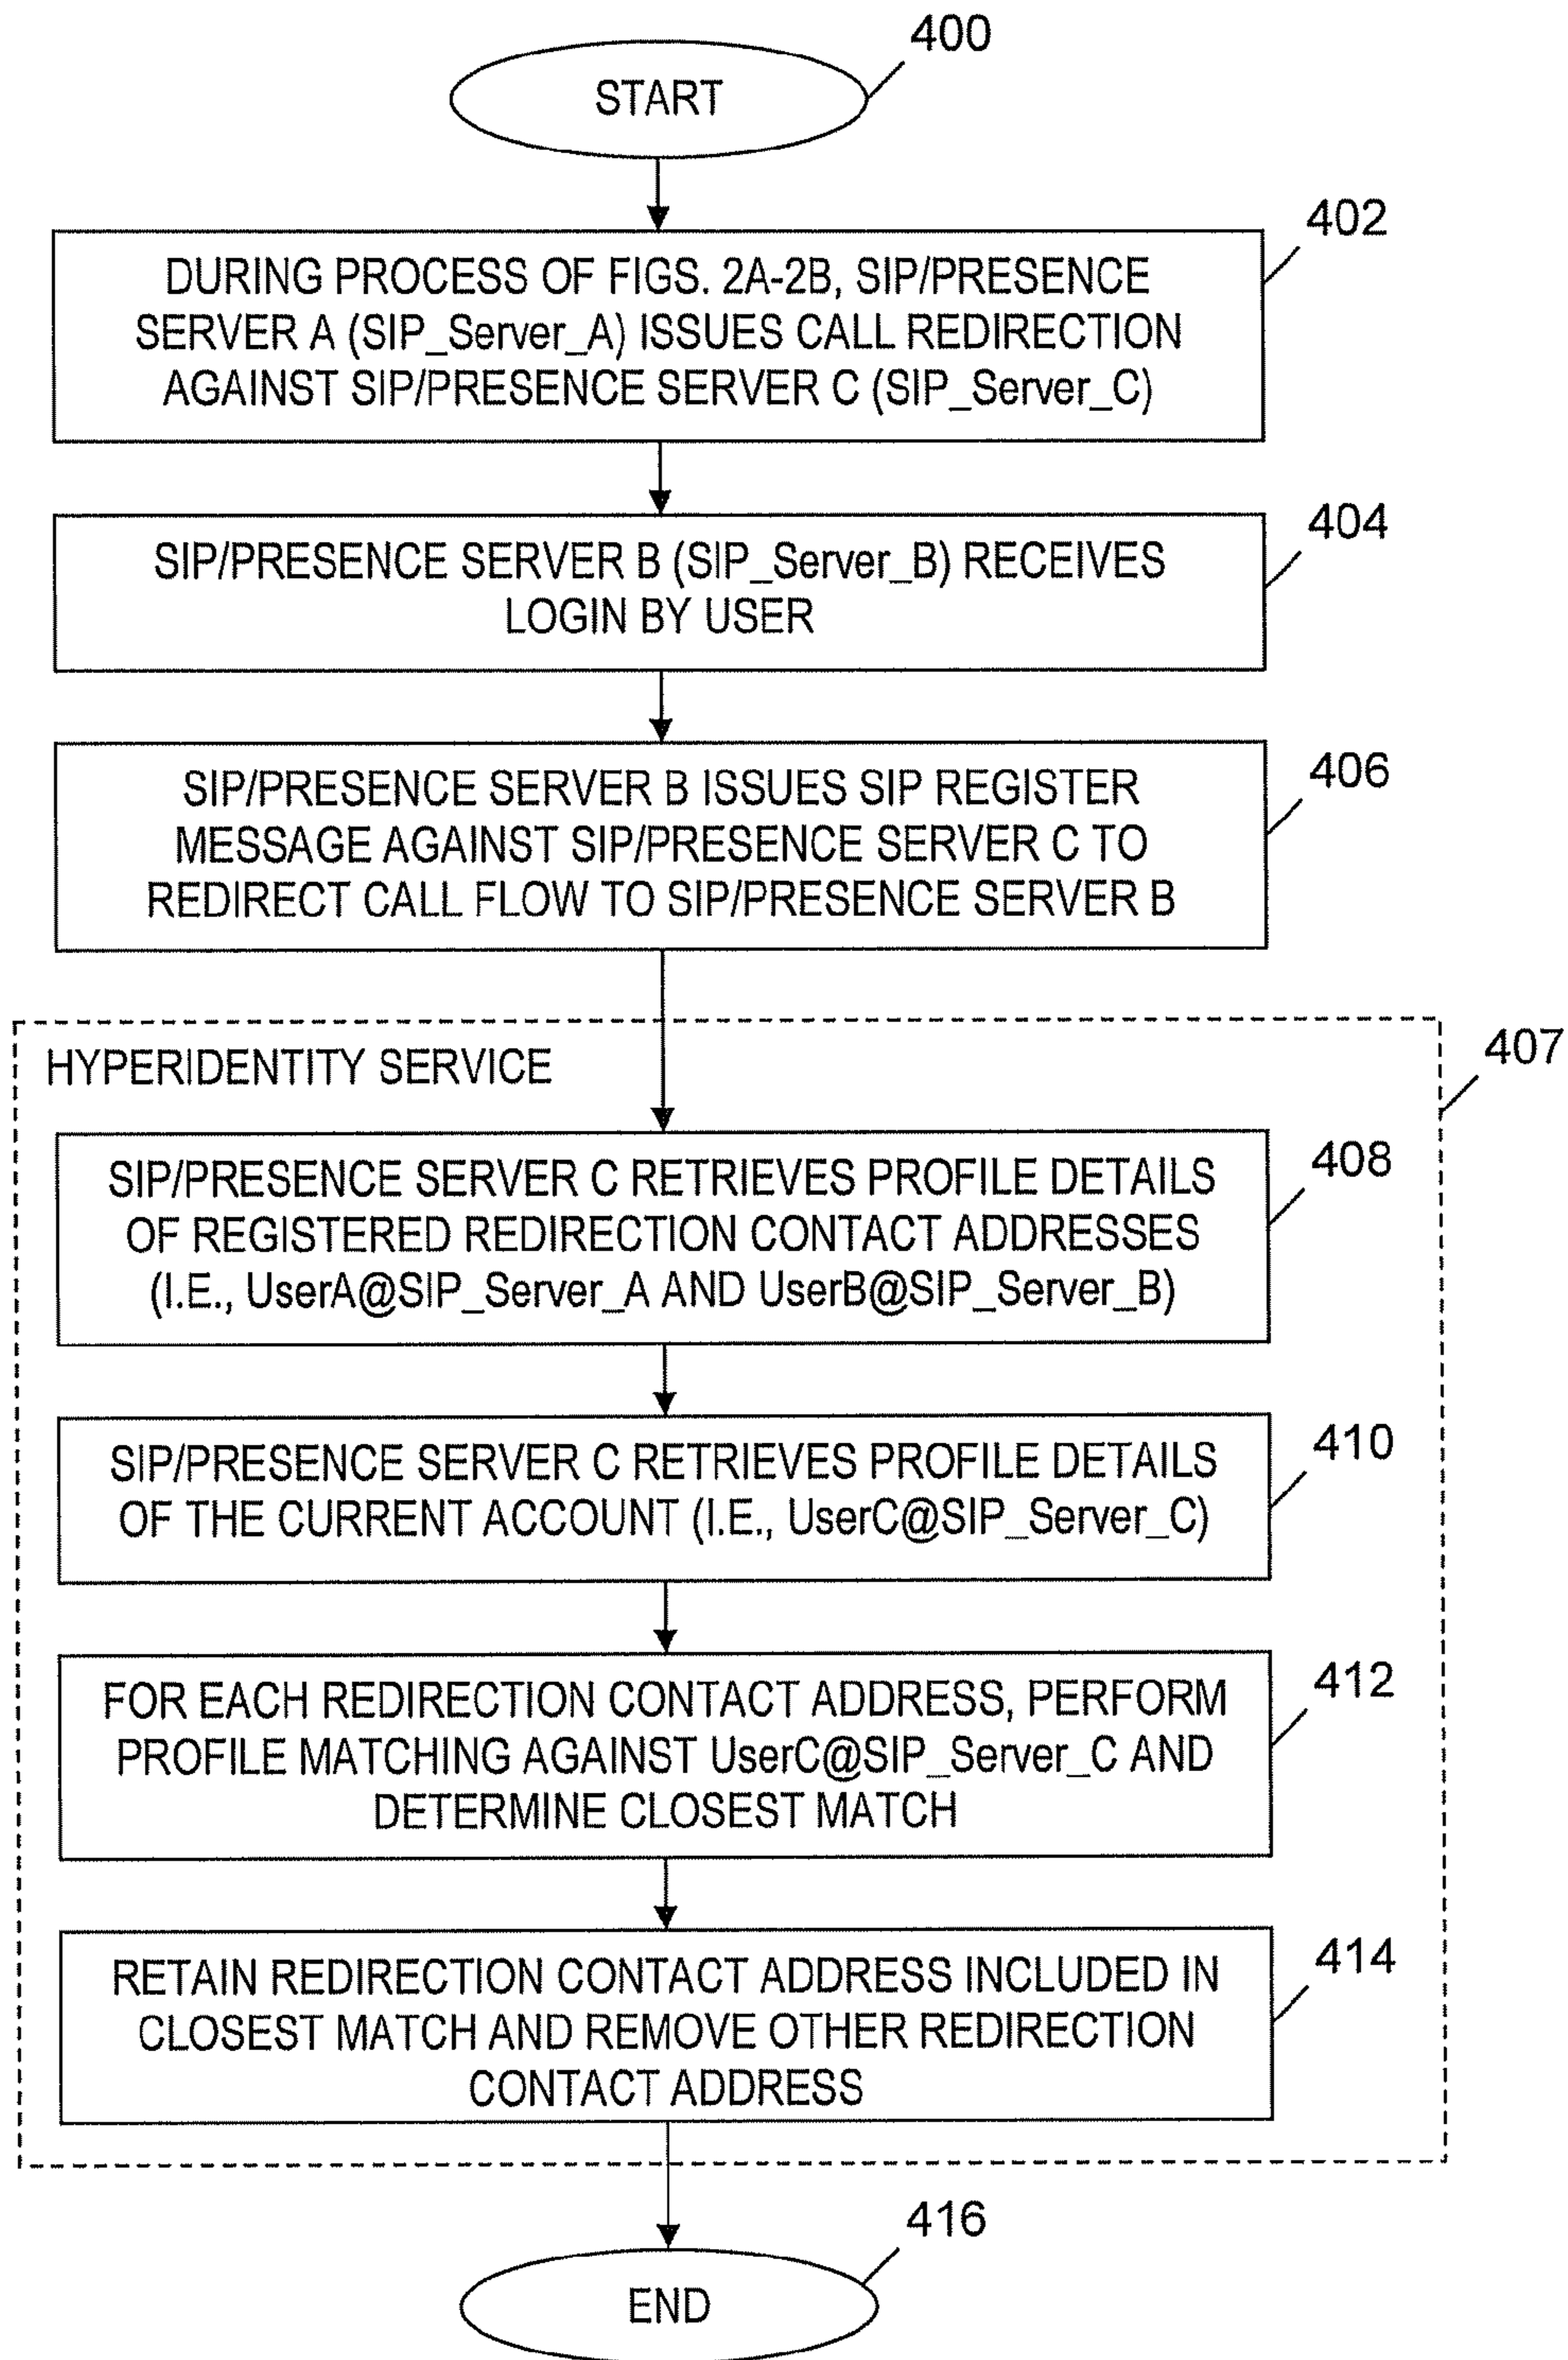 400
START
402
DURING PROCESS OF FIGS. 2A-2B, SIP/PRESENCE
SERVER A (SIP_Server_A) ISSUES CALL REDIRECTION
AGAINST SIP/PRESENCE SERVER C (SIP_Server_C)
404
SIP/PRESENCE SERVER B (SIP_Server_B) RECEIVES
LOGIN BY USER
406
SIP/PRESENCE SERVER B ISSUES SIP REGISTER
MESSAGE AGAINST SIP/PRESENCE SERVER C TO
REDIRECT CALL FLOW TO SIP/PRESENCE SERVER B
407
HYPERIDENTITY SERVICE
408
SIP/PRESENCE SERVER C RETRIEVES PROFILE DETAILS
OF REGISTERED REDIRECTION CONTACT ADDRESSES
(I.E., UserA@SIP_Server_A AND UserB@SIP_Server_B)
410
SIP/PRESENCE SERVER C RETRIEVES PROFILE DETAILS
OF THE CURRENT ACCOUNT (I.E., UserC@SIP_Server_C)
412
FOR EACH REDIRECTION CONTACT ADDRESS, PERFORM
PROFILE MATCHING AGAINST UserC@SIP_Server_C AND
DETERMINE CLOSEST MATCH
414
RETAIN REDIRECTION CONTACT ADDRESS INCLUDED IN
CLOSEST MATCH AND REMOVE OTHER REDIRECTION
CONTACT ADDRESS
416
END